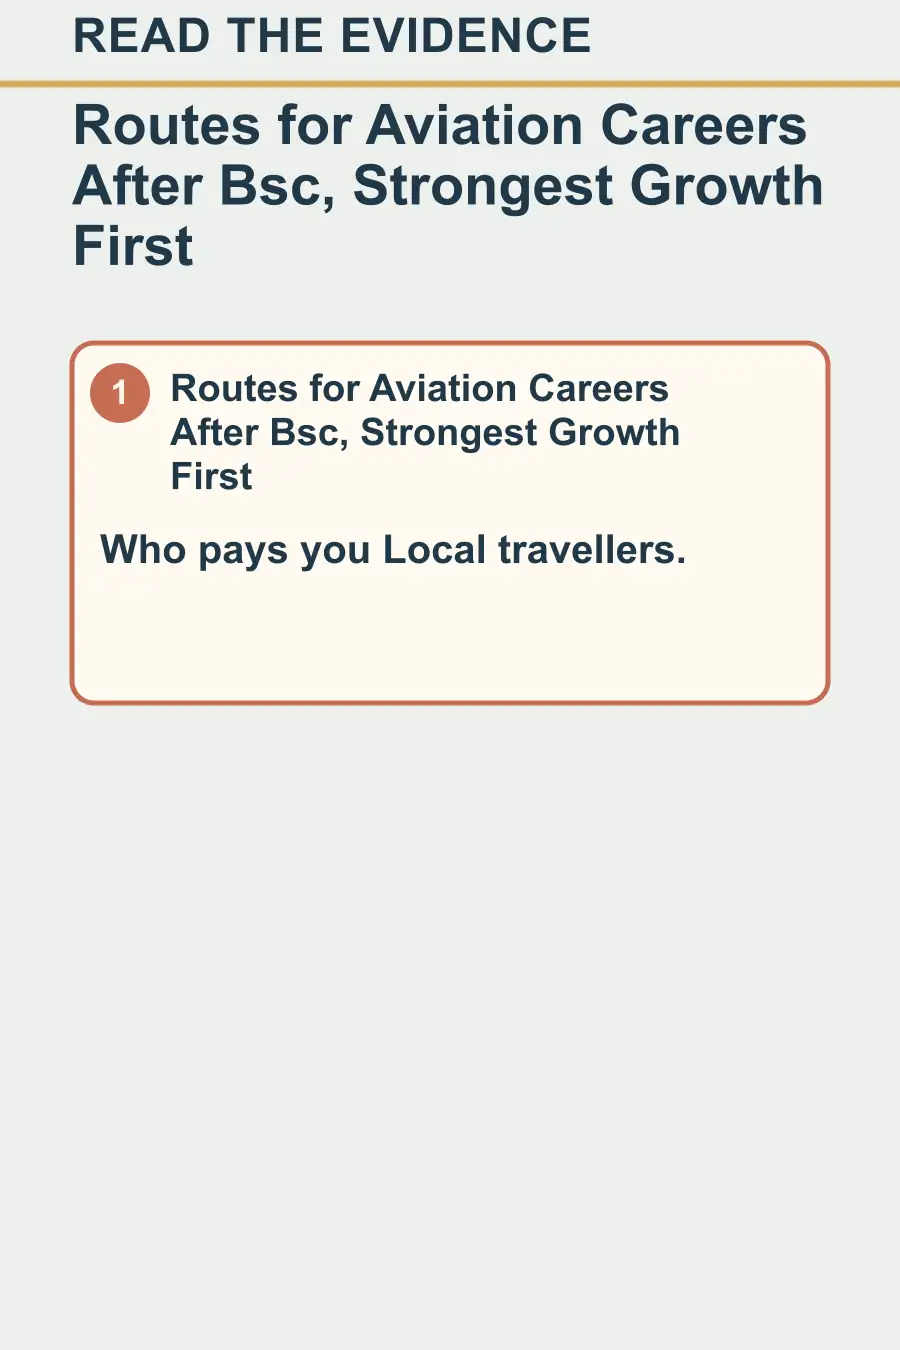 READ THE EVIDENCE
Routes for Aviation Careers
After Bsc, Strongest Growth
First
1
Routes for Aviation Careers
After Bsc, Strongest Growth
First
Who pays you Local travellers.